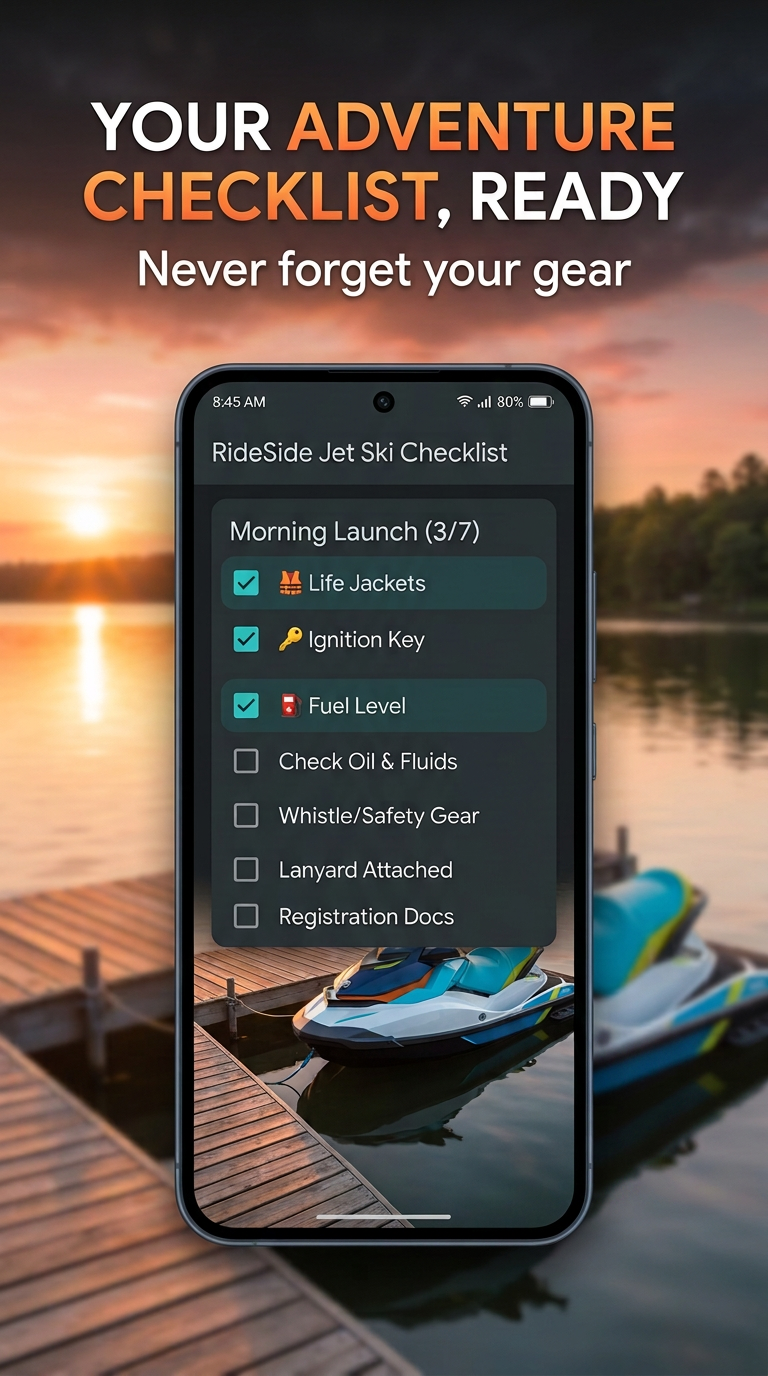 YOUR ADVENTURE
CHECKLIST, READY
Never forget your gear
8:45 AM
80%
RideSide Jet Ski Checklist
Morning Launch (3/7)
Life Jackets
Ignition Key
Fuel Level
Check Oil & Fluids
Whistle/Safety Gear
Lanyard Attached
Registration Docs